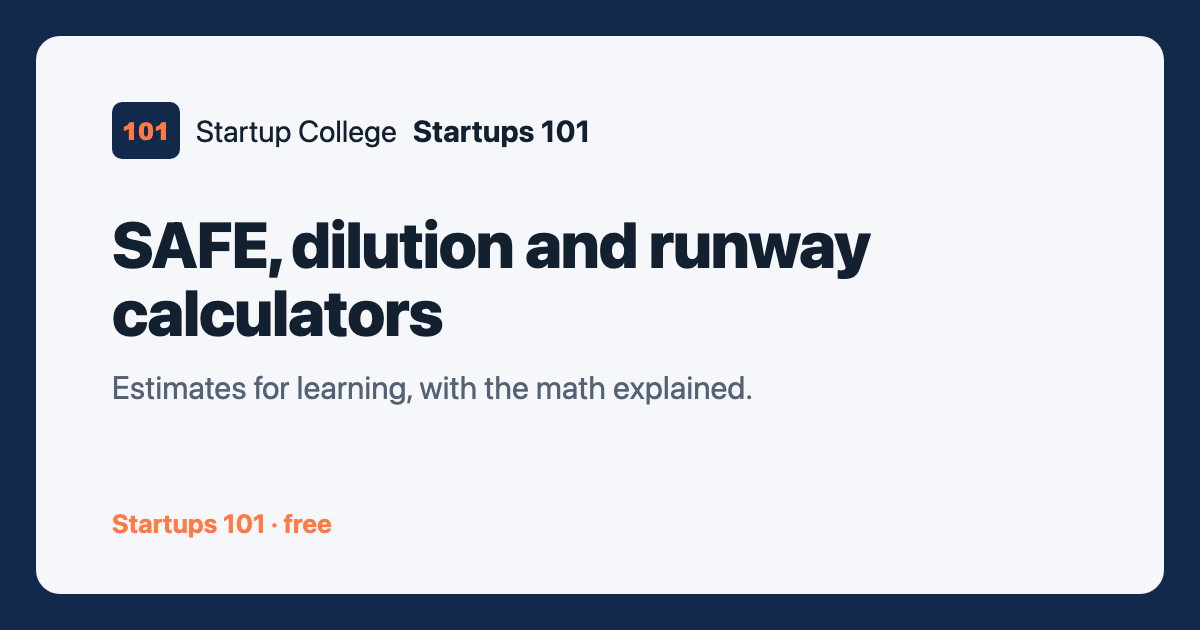 101 Startup College Startups 101
SAFE, dilution and runway
calculators
Estimates for learning, with the math explained.
Startups 101 · free